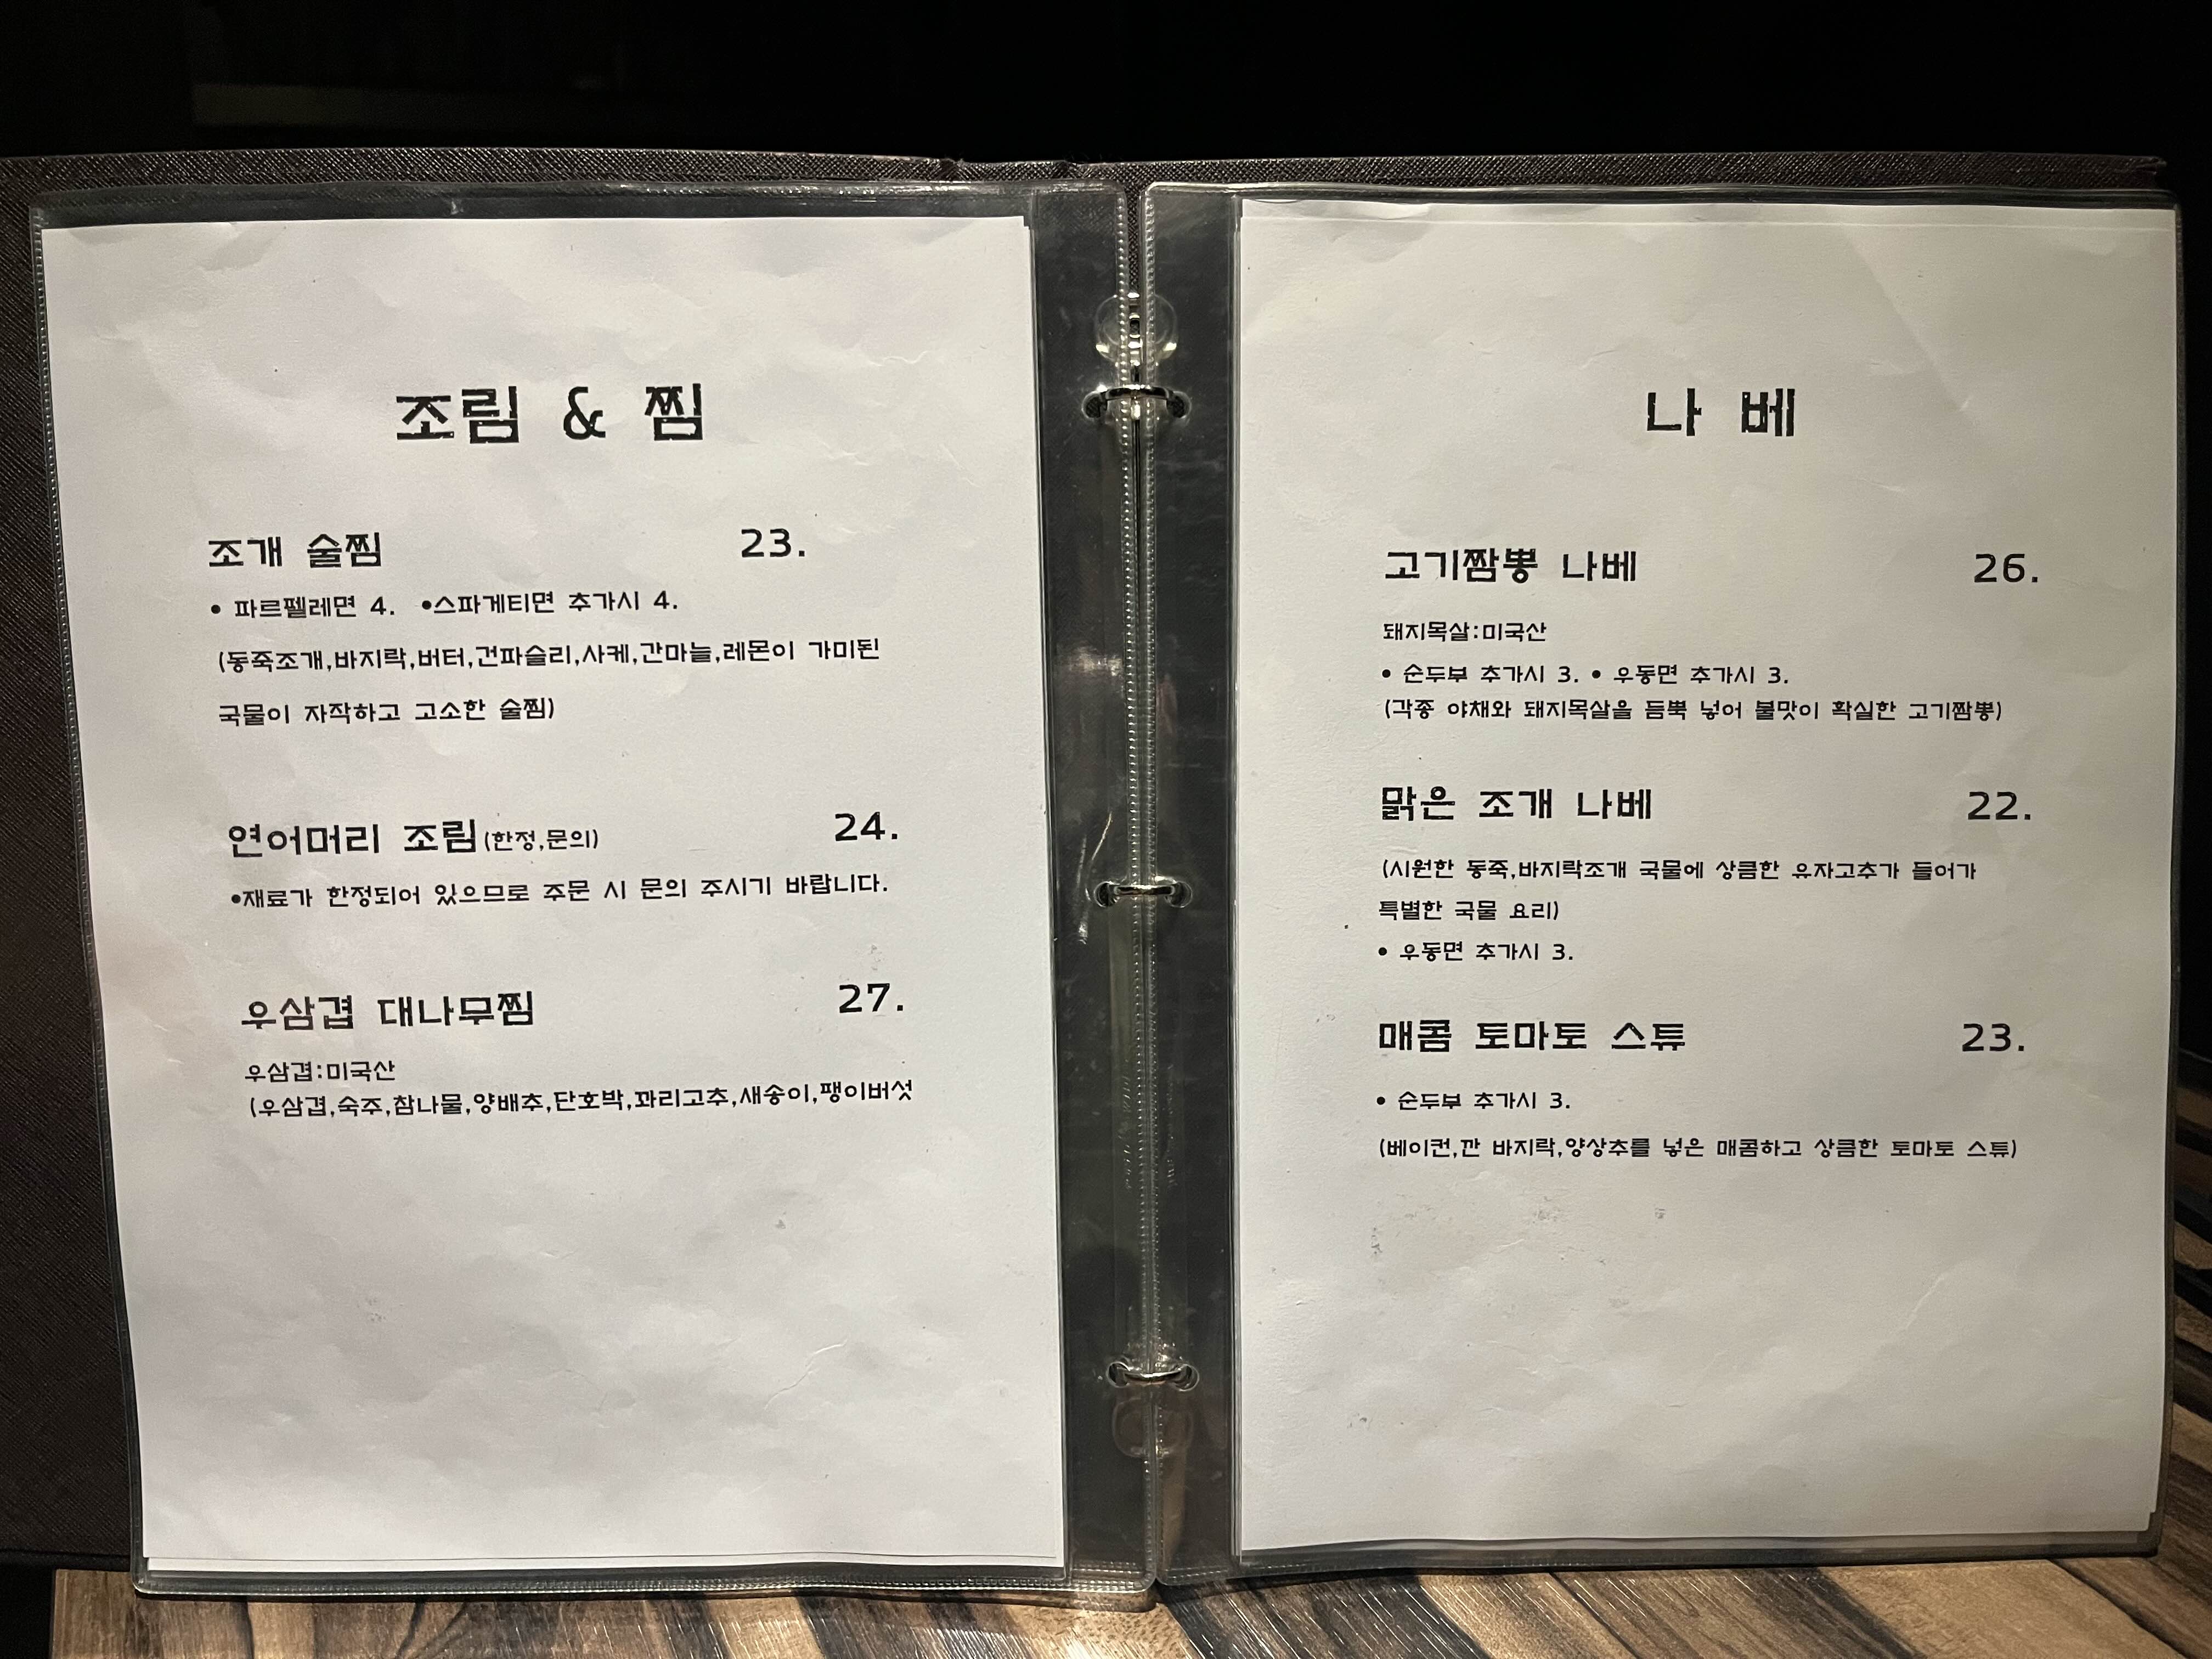 조림 & 찜
조개 술찜 23.
• 파르펠레면 4. •스파게티면 추가시 4.
(동죽조개,바지락,버터,건파슬리,사케,간마늘,레몬이 가미된
국물이 자작하고 고소한 술찜)
연어머리 조림(한정,문의) 24.
•재료가 한정되어 있으므로 주문 시 문의 주시기 바랍니다.
우삼겹 대나무찜 27.
우삼겹:미국산
(우삼겹,숙주,참나물,양배추,단호박,꽈리고추,새송이,팽이버섯
나 베
고기짬뽕 나베 26.
돼지목살:미국산
• 순두부 추가시 3. • 우동면 추가시 3.
(각종 야채와 돼지목살을 듬뿍 넣어 불맛이 확실한 고기짬뽕)
맑은 조개 나베 22.
(시원한 동죽,바지락조개 국물에 상큼한 유자고추가 들어가
특별한 국물 요리)
• 우동면 추가시 3.
매콤 토마토 스튜 23.
• 순두부 추가시 3.
(베이컨,깐 바지락,양상추를 넣은 매콤하고 상큼한 토마토 스튜)